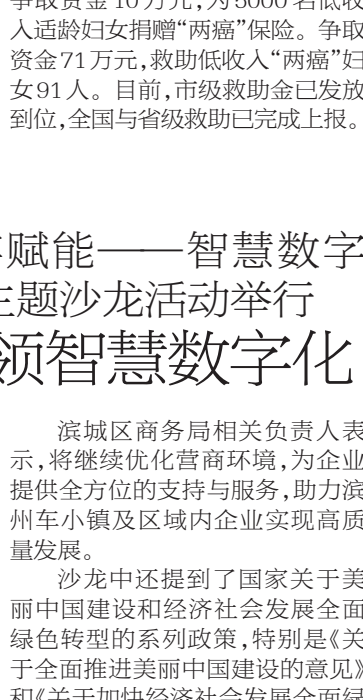 争取资金10万元,为5000名低收
入适龄妇女捐赠“两癌”保险。争取
资金71万元,救助低收入“两癌”妇
女91人。目前,市级救助金已发放
到位,全国与省级救助已完成上报。
赋能——智慧数字
主题沙龙活动举行
领智慧数字化
滨城区商务局相关负责人表
示,将继续优化营商环境,为企业
提供全方位的支持与服务,助力滨
州车小镇及区域内企业实现高质
量发展。
沙龙中还提到了国家关于美
丽中国建设和经济社会发展全面
绿色转型的系列政策,特别是《关
于全面推进美丽中国建设的意见》
和《关于加快经济社会发展全面绿